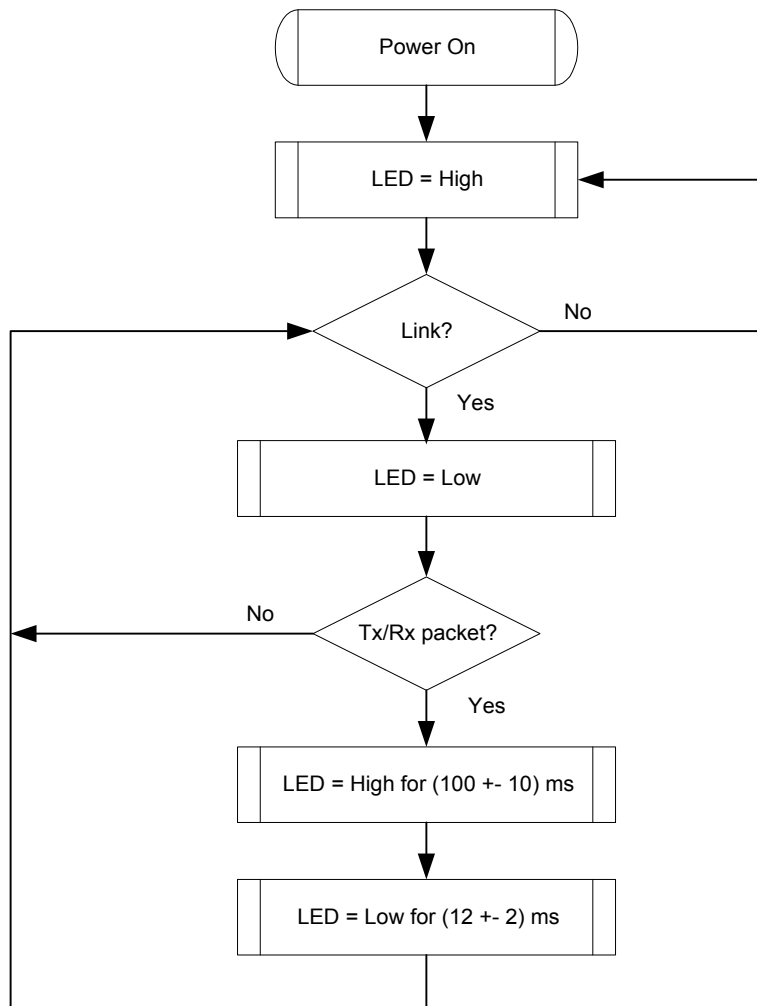 Power On
LED = High
Link?
No
Yes
LED = Low
No
Tx/Rx packet?
Yes
LED = High for (100 +- 10) ms
LED = Low for (12 +- 2) ms